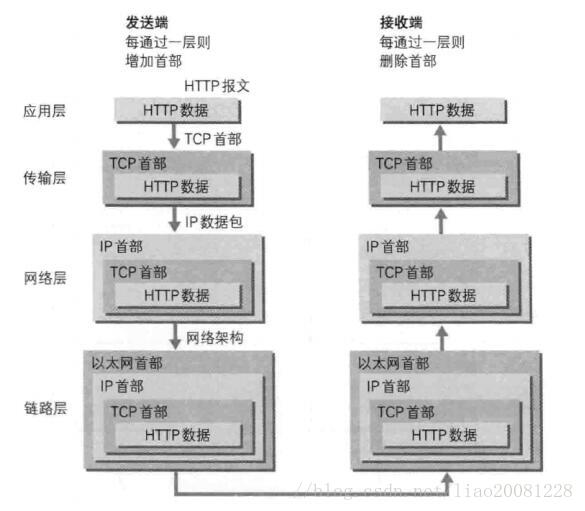 发送端
每通过一层则
增加首部
接收端
每通过一层则
删除首部
HTTP 报文
应用层
HTTP 数据
HTTP 数据
TCP 首部
传输层
TCP 首部
HTTP 数据
TCP 首部
HTTP 数据
IP 数据包
网络层
IP 首部
TCP 首部
HTTP 数据
IP 首部
TCP 首部
HTTP 数据
网络架构
链路层
以太网首部
IP 首部
TCP 首部
HTTP 数据
以太网首部
IP 首部
TCP 首部
HTTP 数据
//blog.csdn.net/liao20081228